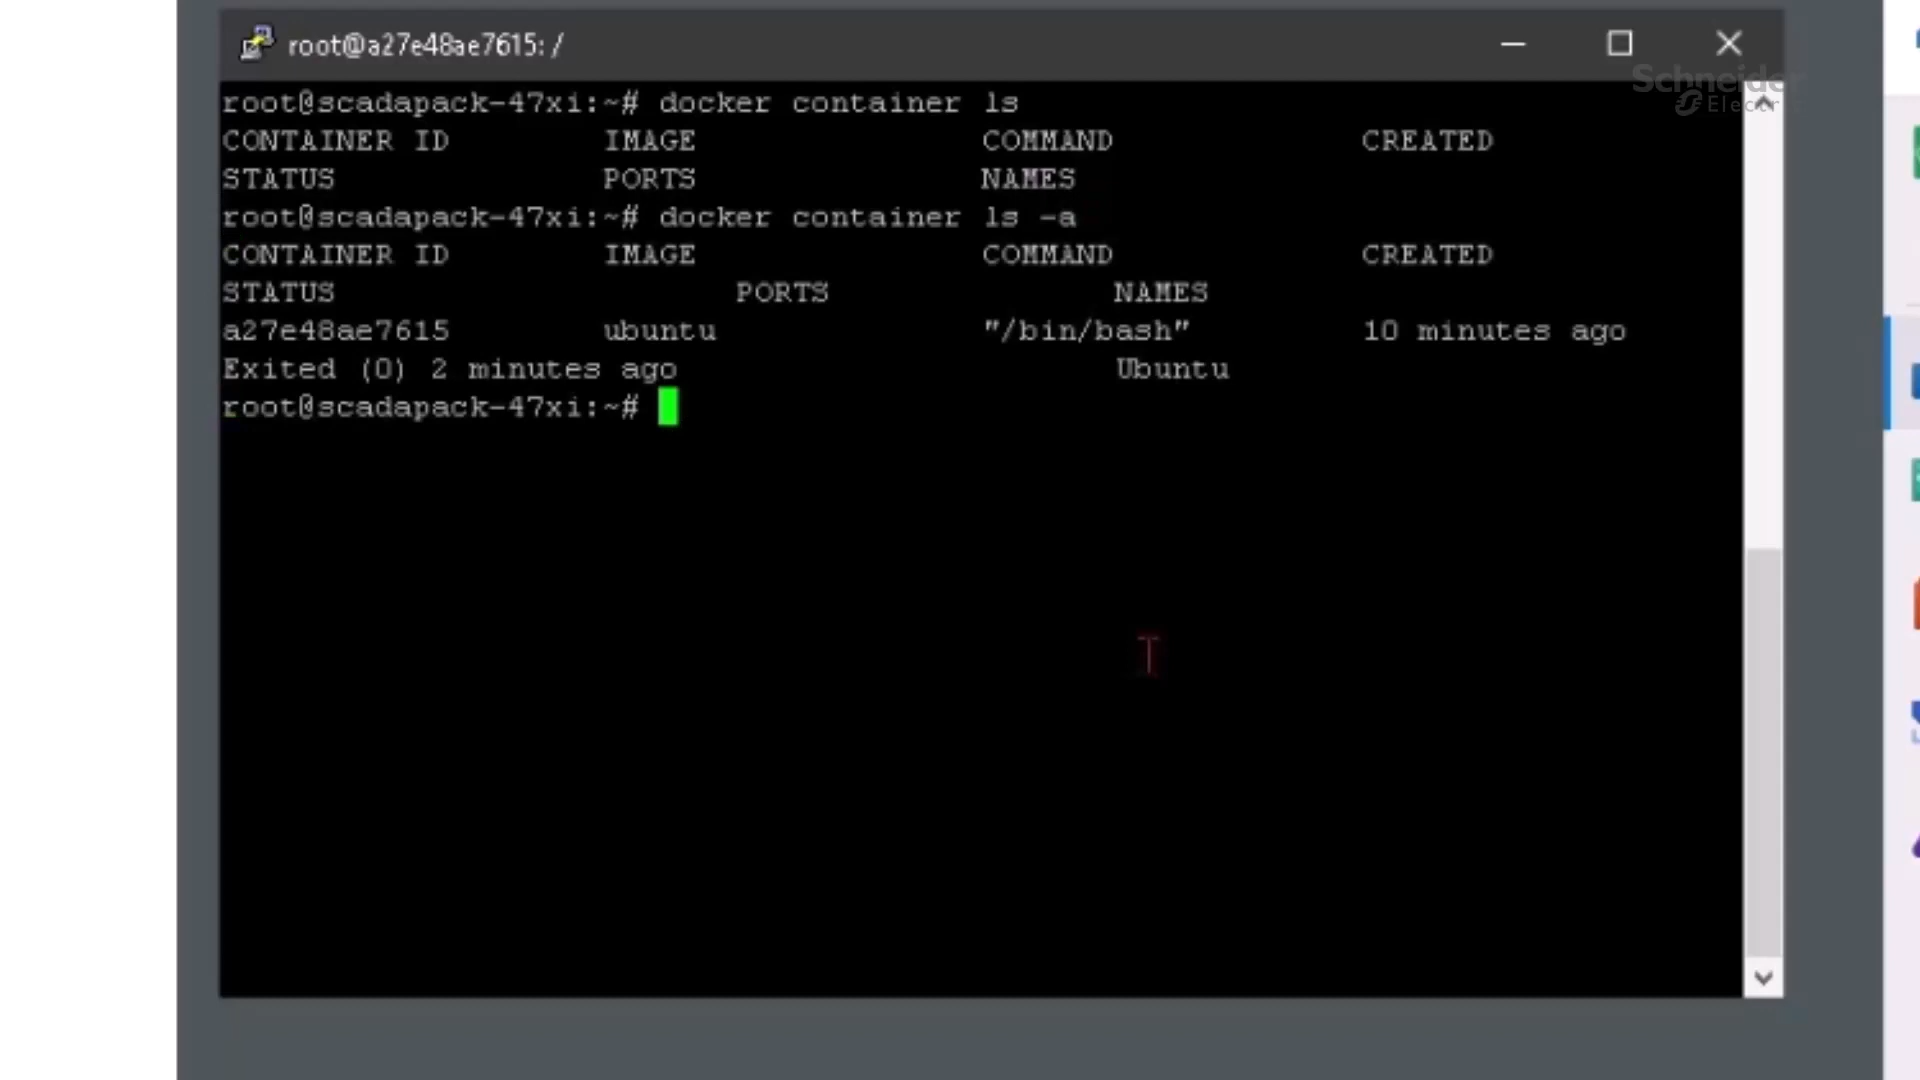 root@a27e48ae7615: /
Schneider
Electric
root@scadapack-47xi:~# docker container ls
CONTAINER ID IMAGE COMMAND CREATED
STATUS PORTS NAMES
root@scadapack-47xi:~# docker container ls -a
CONTAINER ID IMAGE COMMAND CREATED
STATUS PORTS NAMES
a27e48ae7615 ubuntu "/bin/bash" 10 minutes ago
Exited (0) 2 minutes ago Ubuntu
root@scadapack-47xi:~#